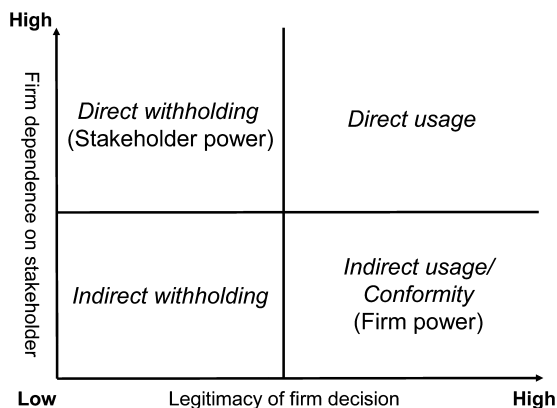 High
Firm dependence on stakeholder
Direct withholding
(Stakeholder power)
Direct usage
Indirect withholding
Indirect usage/
Conformity
(Firm power)
Low
Legitimacy of firm decision
High